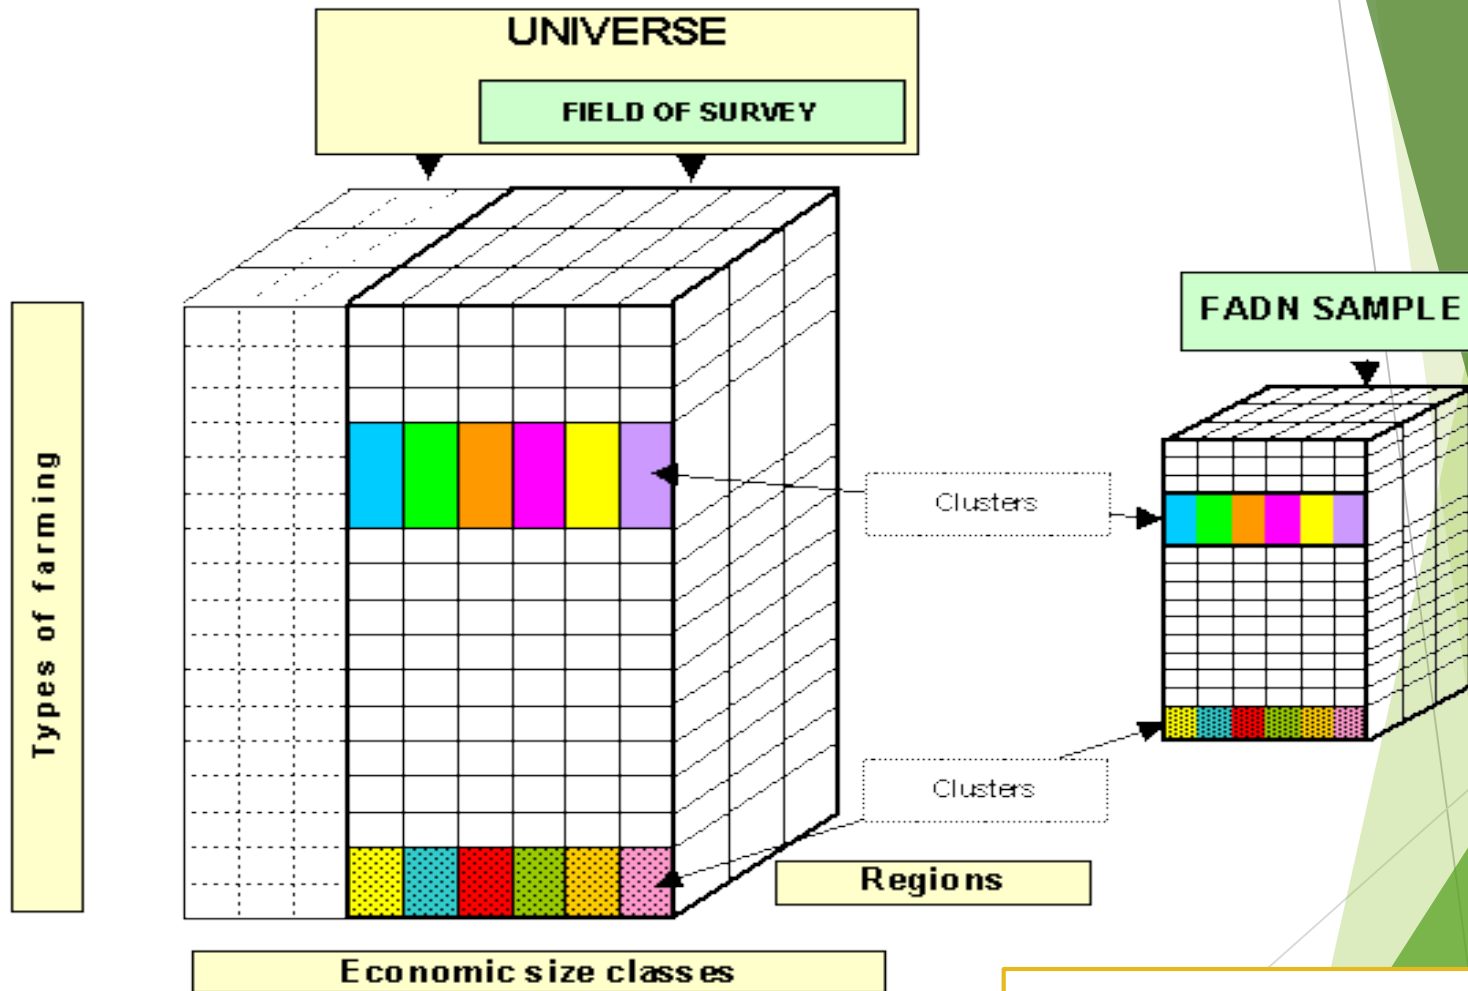 UNIVERSE
FIELD OF SURVEY
FADN SAMPLE
Types of farming
Clusters
Clusters
Regions
Economic size classes